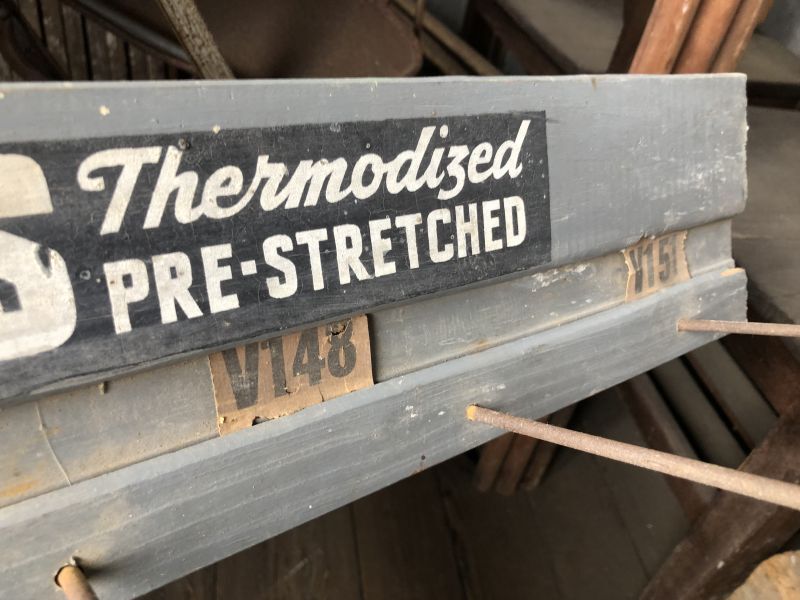 S Thermodized
PRE-STRETCHED
V148
V151